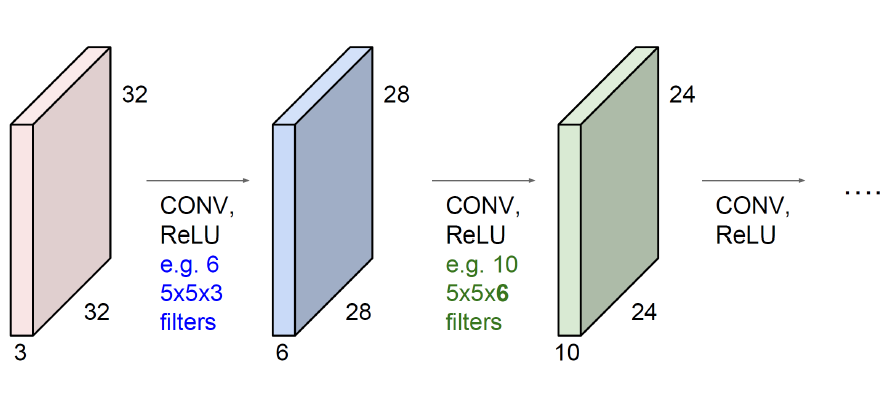 32
32
3
CONV,
ReLU
e.g. 6
5x5x3
filters
28
28
6
CONV,
ReLU
e.g. 10
5x5x6
filters
24
24
10
CONV,
ReLU
....